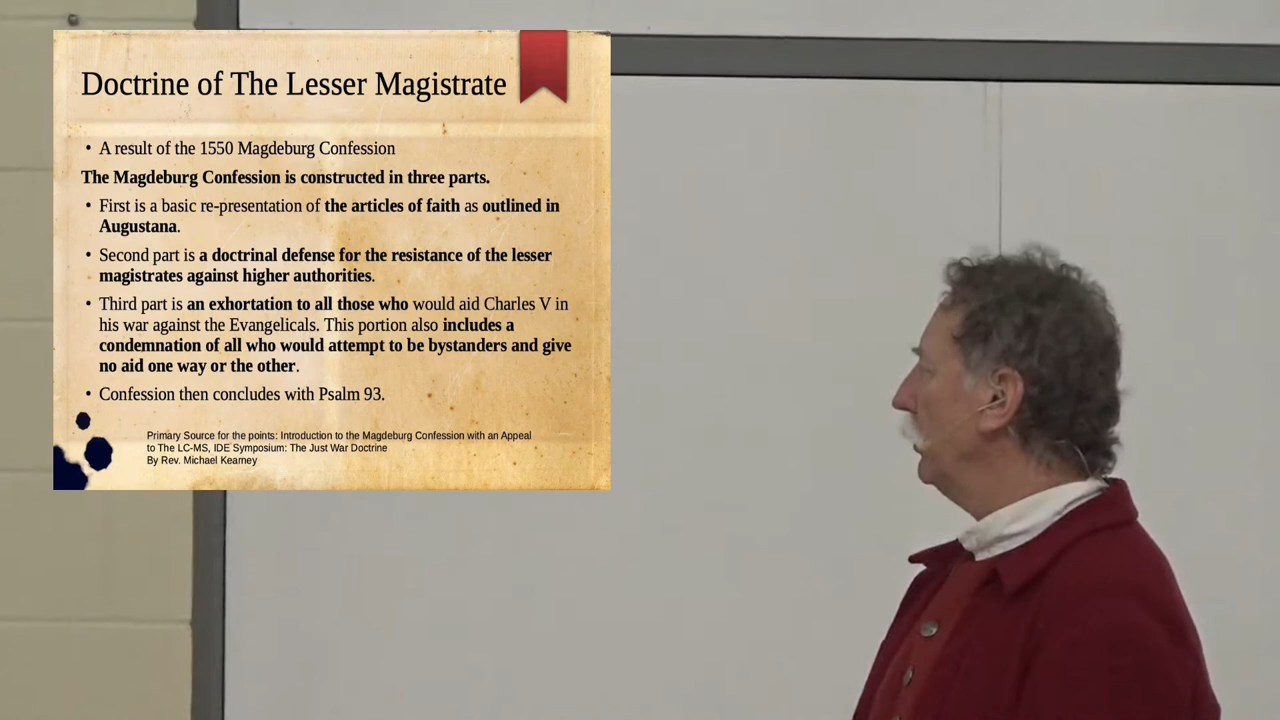 Doctrine of The Lesser Magistrate
• A result of the 1550 Magdeburg Confession
The Magdeburg Confession is constructed in three parts.
• First is a basic re-presentation of the articles of faith as outlined in
Augustana.
• Second part is a doctrinal defense for the resistance of the lesser
magistrates against higher authorities.
• Third part is an exhortation to all those who would aid Charles V in
his war against the Evangelicals. This portion also includes a
condemnation of all who would attempt to be bystanders and give
no aid one way or the other.
• Confession then concludes with Psalm 93.
Primary Source for the points: Introduction to the Magdeburg Confession with an Appeal
to The LC-MS, IDE Symposium: The Just War Doctrine
By Rev. Michael Kearney